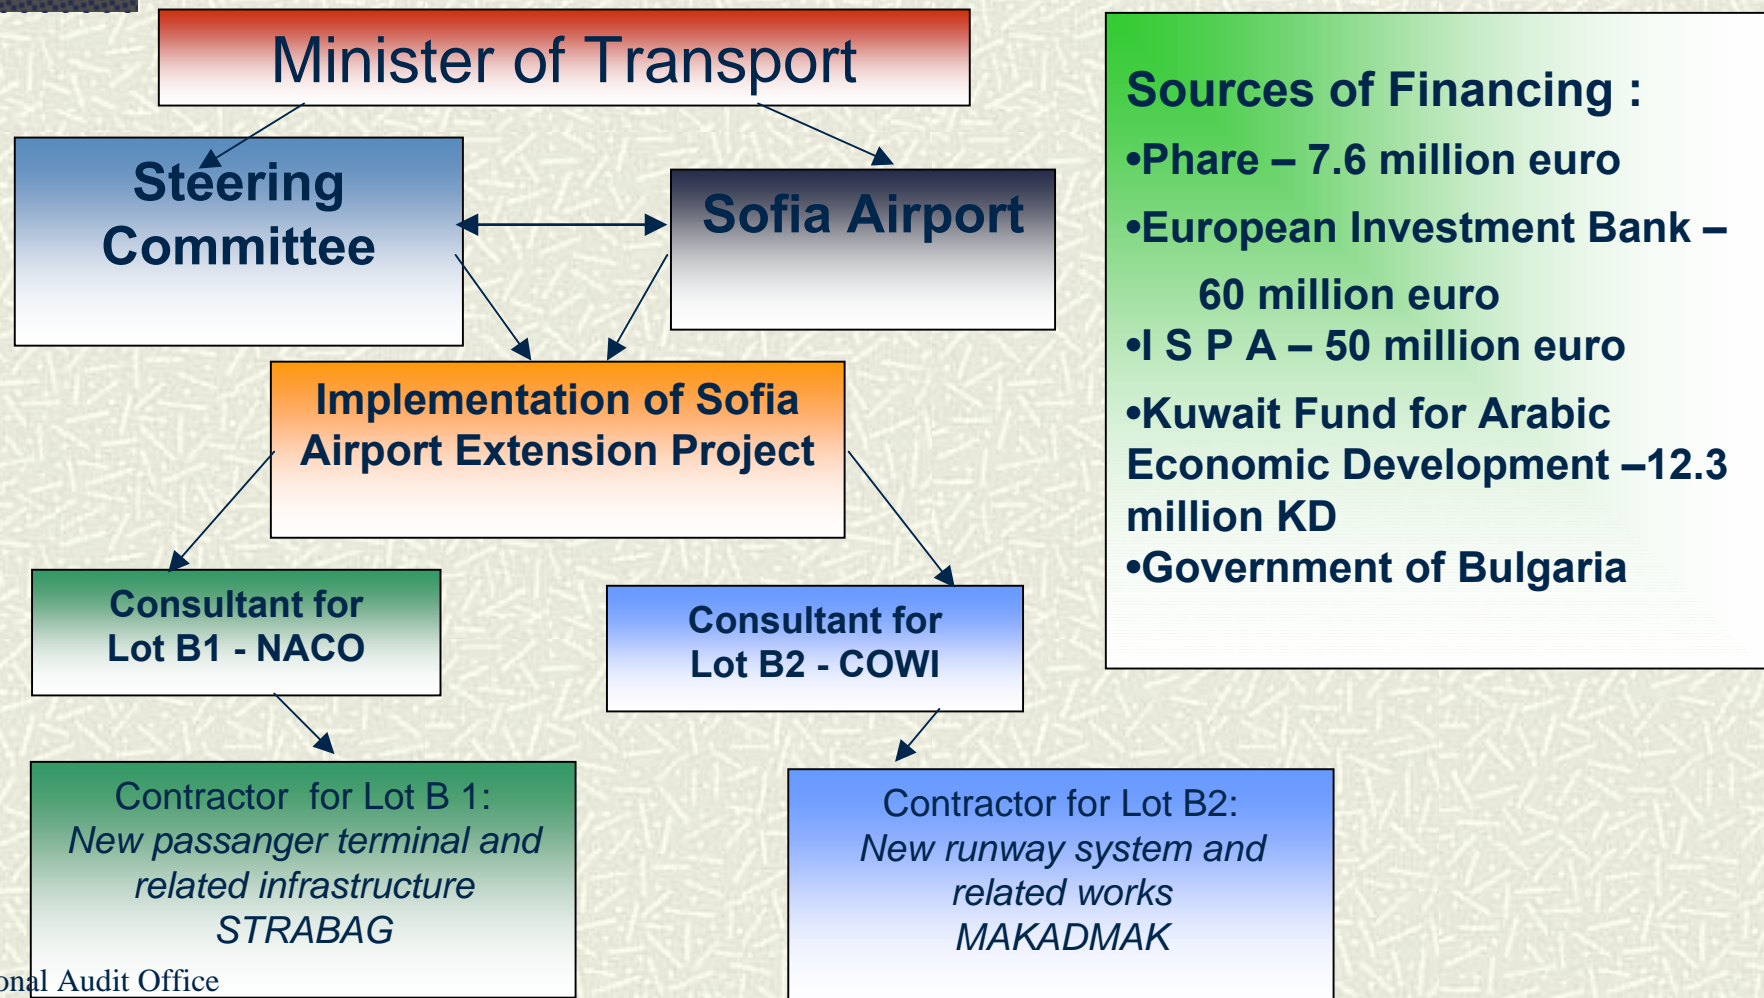 Minister of Transport
Steering
Committee
Sofia Airport
Implementation of Sofia
Airport Extension Project
Consultant for
Lot B1 - NACO
Consultant for
Lot B2 - COWI
Contractor  for Lot B 1:
New passanger terminal and
related infrastructure
STRABAG
Contractor for Lot B2:
New runway system and
related works
MAKADMAK
Sources of Financing :
•Phare – 7.6 million euro
•European Investment Bank –
60 million euro
•I S P A – 50 million euro
•Kuwait Fund for Arabic
Economic Development –12.3
million KD
•Government of Bulgaria
Audit Office